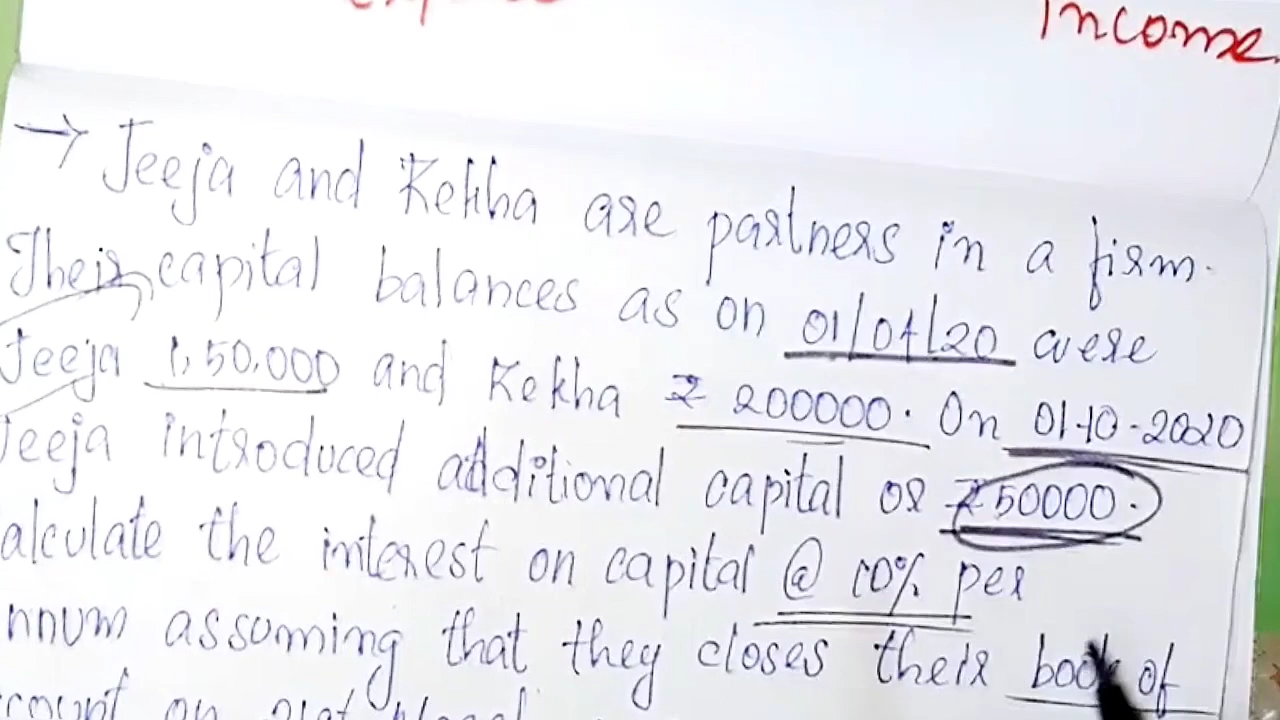 Income.
→ Jeeja and Rekha are partners in a firm.
Their capital balances as on 01/04/20 were
Jeeja 1,50,000 and Rekha ₹ 200000. On 01-10-2020
Jeeja introduced additional capital of ₹50000.
alculate the interest on capital @ 10% per
nnum assuming that they closes their book of
count on